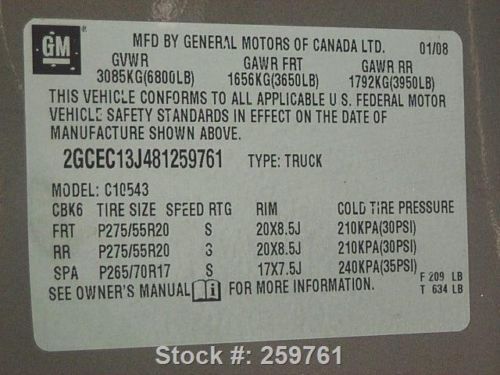 GM
MFD BY GENERAL MOTORS OF CANADA LTD. 01/08
GVWR GAWR FRT GAWR RR
3085KG(6800LB) 1656KG(3650LB) 1792KG(3950LB)
THIS VEHICLE CONFORMS TO ALL APPLICABLE U.S. FEDERAL MOTOR
VEHICLE SAFETY STANDARDS IN EFFECT ON THE DATE OF
MANUFACTURE SHOWN ABOVE.
2GCEC13J481259761 TYPE: TRUCK
MODEL: C10543
CBK6 TIRE SIZE SPEED RTG RIM COLD TIRE PRESSURE
FRT P275/55R20 S 20X8.5J 210KPA(30PSI)
RR P275/55R20 S 20X8.5J 210KPA(30PSI)
SPA P265/70R17 S 17X7.5J 240KPA(35PSI)
SEE OWNER'S MANUAL i FOR MORE INFORMATION.
F 209 LB
T 634 LB
Stock #: 259761